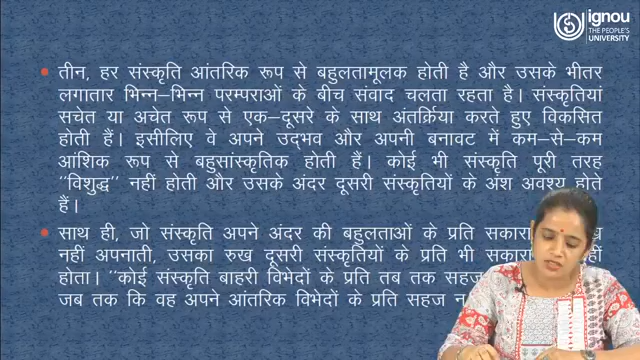 ignou
THE PEOPLE'S
UNIVERSITY
• तीन, हर संस्कृति आंतरिक रूप से बहुलतामूलक होती है और उसके भीतर
लगातार भिन्न–भिन्न परम्पराओं के बीच संवाद चलता रहता है। संस्कृतियां
सचेत या अचेत रूप से एक–दूसरे के साथ अंतर्क्रिया करते हुए विकसित
होती हैं। इसीलिए वे अपने उद्भव और अपनी बनावट में कम–से–कम
आंशिक रूप से बहुसांस्कृतिक होती हैं। कोई भी संस्कृति पूरी तरह
"विशुद्ध" नहीं होती और उसके अंदर दूसरी संस्कृतियों के अंश अवश्य होते
हैं।
• साथ ही, जो संस्कृति अपने अंदर की बहुलताओं के प्रति
नहीं अपनाती, उसका रुख दूसरी संस्कृतियों के प्रति भी
होता। "कोई संस्कृति बाहरी विभेदों के प्रति तब तक सहज
जब तक कि वह अपने आंतरिक विभेदों के प्रति सहज